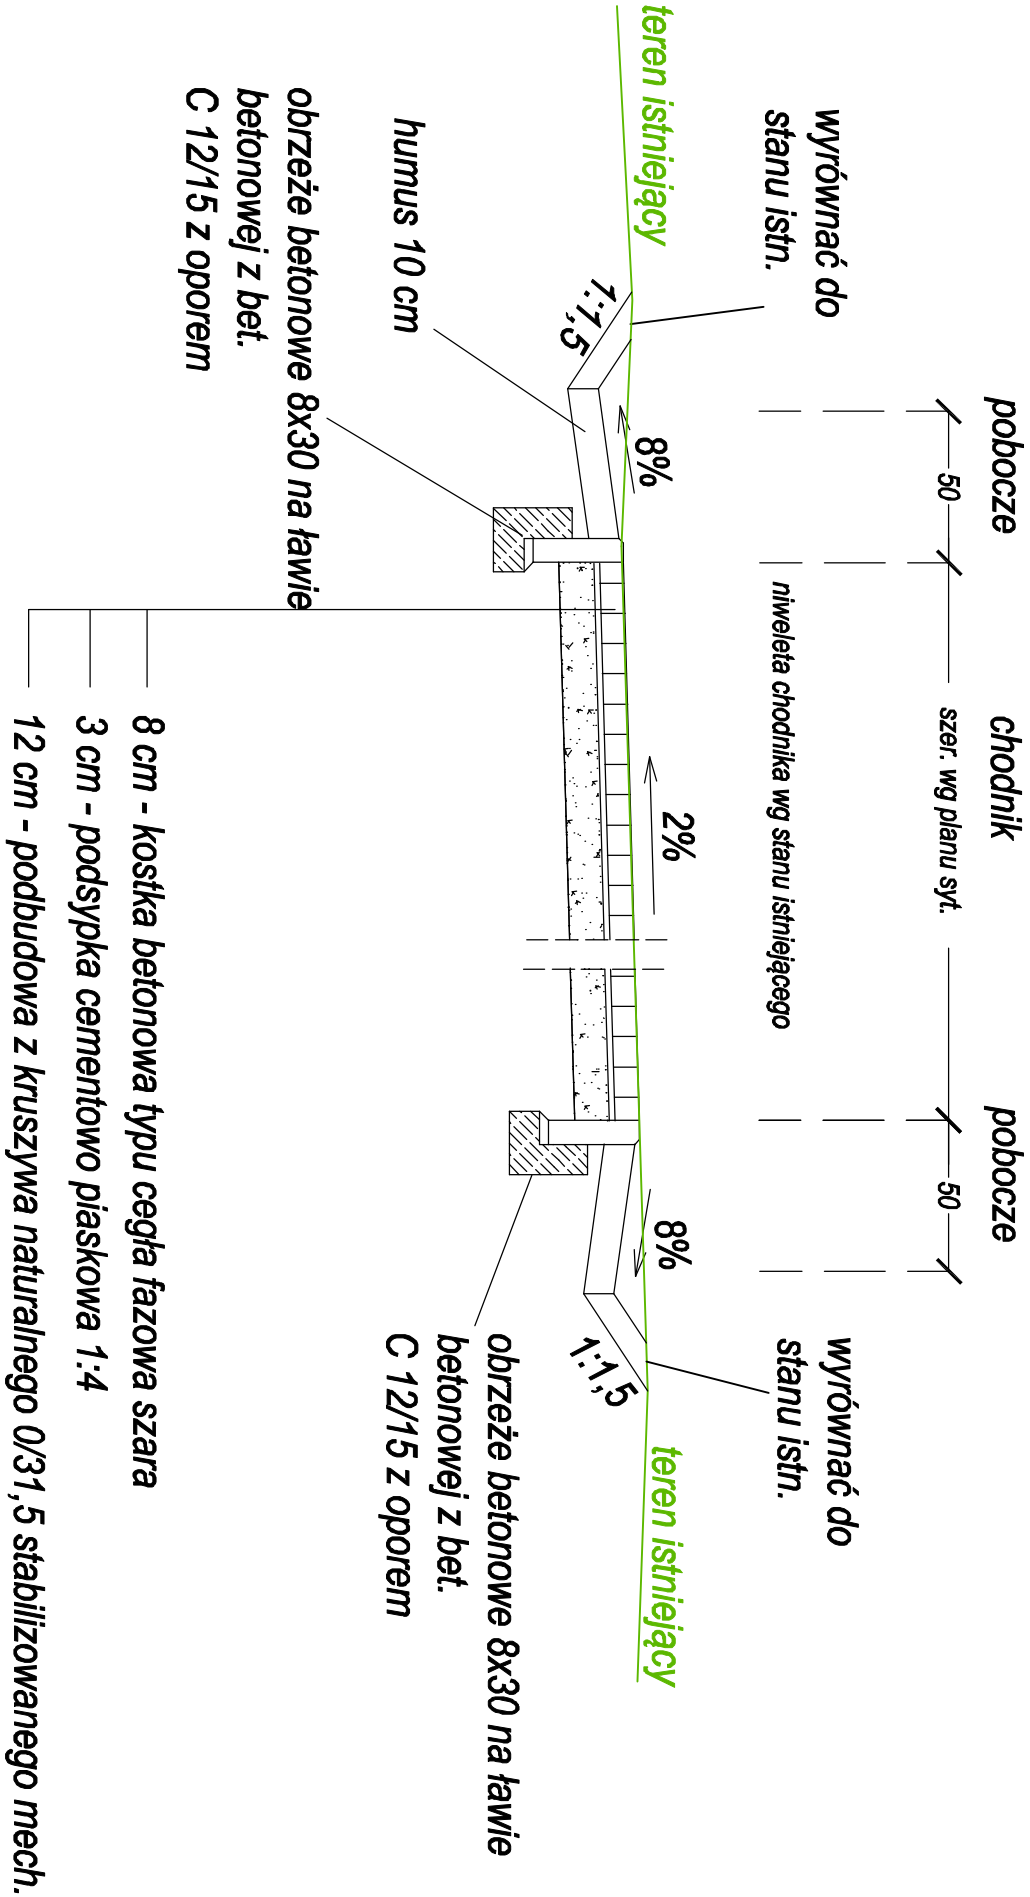 pobocze
chodnik
pobocze
50
szer. wg planu syt.
50
wyrównać do
stanu istn.
niweleta chodnika wg stanu istniejącego
wyrównać do
stanu istn.
teren istniejący
1:1,5
8%
2%
8%
1:1,5
teren istniejący
humus 10 cm
obrzeże betonowe 8x30 na ławie
betonowej z bet.
C 12/15 z oporem
obrzeże betonowe 8x30 na ławie
betonowej z bet.
C 12/15 z oporem
8 cm - kostka betonowa typu cegła fazowa szara
3 cm - podsypka cementowo piaskowa 1:4
12 cm - podbudowa z kruszywa naturalnego 0/31,5 stabilizowanego mech.